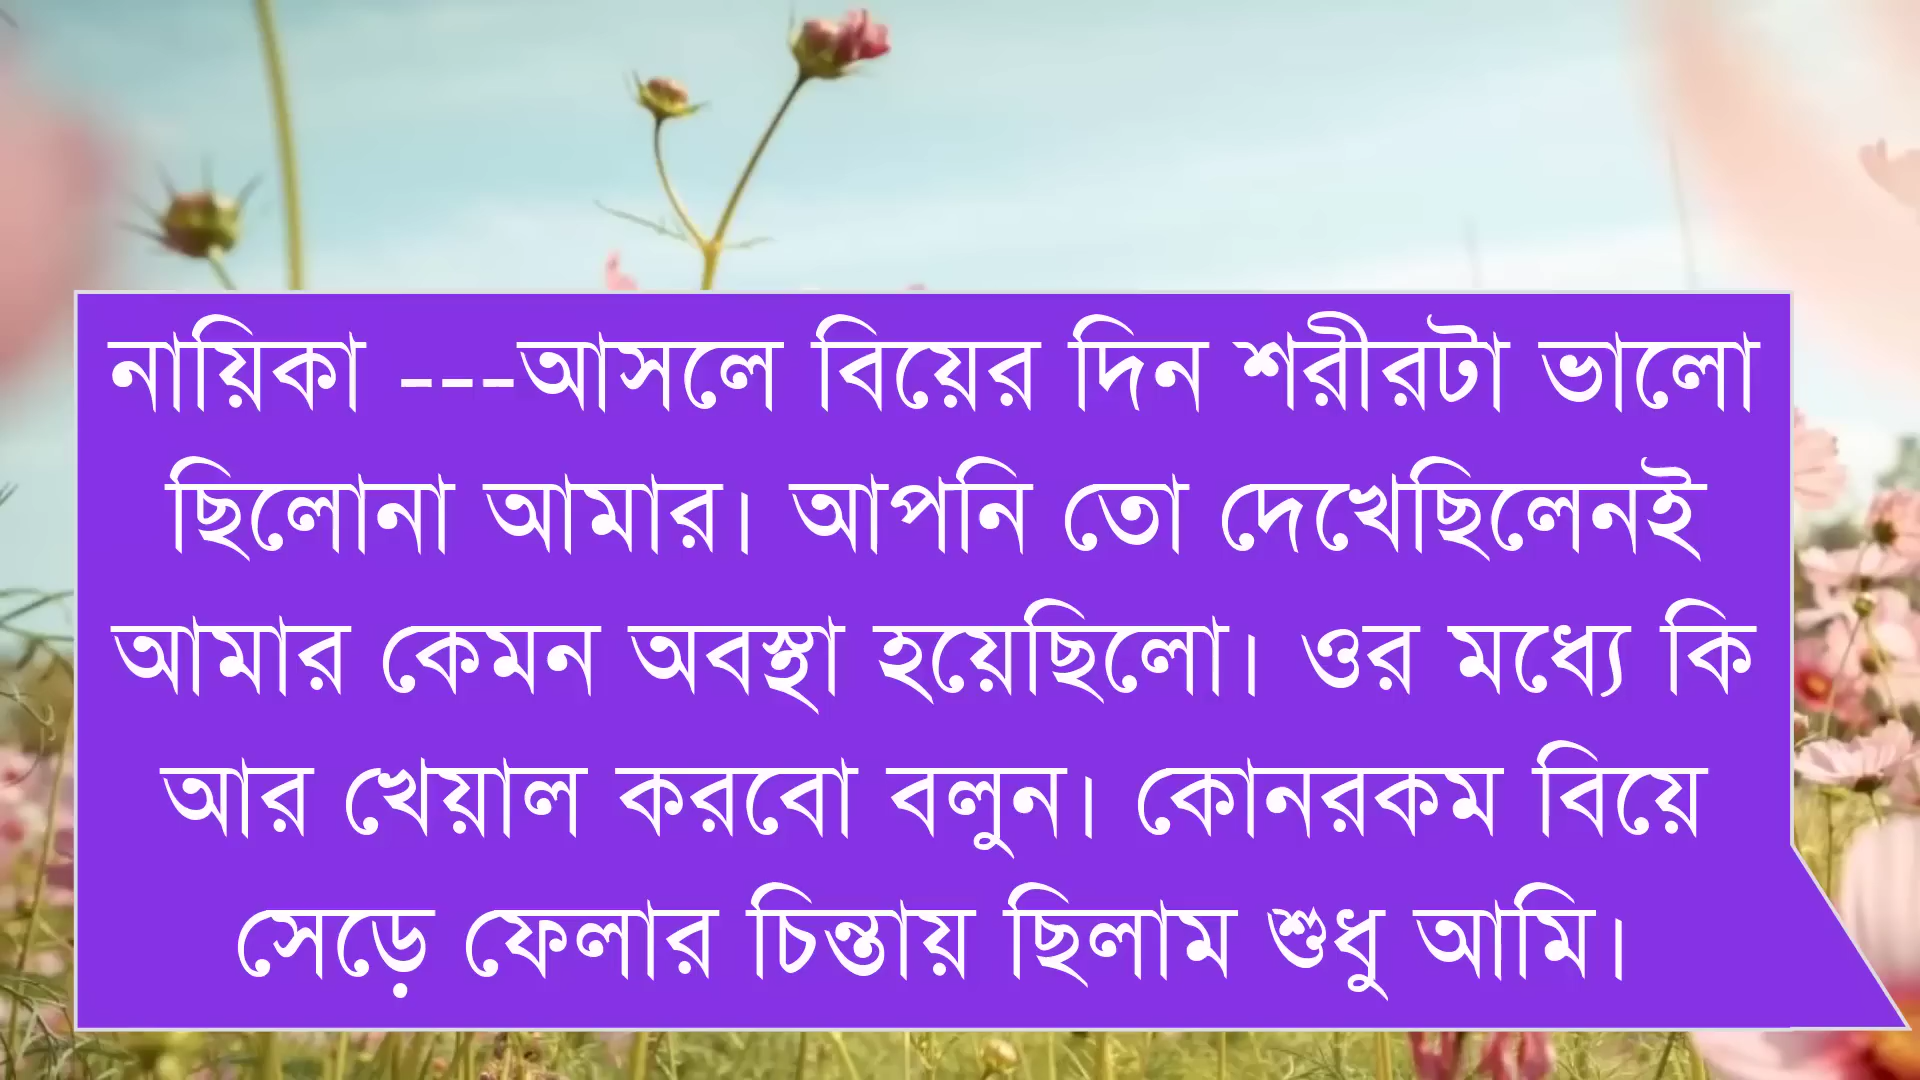 নায়িকা ---আসলে বিয়ের দিন শরীরটা ভালো
ছিলোনা আমার। আপনি তো দেখেছিলেনই
আমার কেমন অবস্থা হয়েছিলো। ওর মধ্যে কি
আর খেয়াল করবো বলুন। কোনরকম বিয়ে
সেড়ে ফেলার চিন্তায় ছিলাম শুধু আমি।